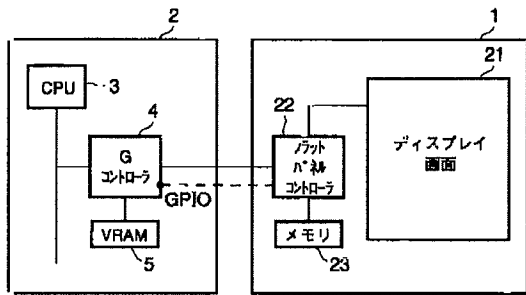 2
1
CPU
3
21
4
22
G
コントローラ
フラット
パネル
コントローラ
ディスプレイ
画面
GPIO
VRAM
メモリ
5
23